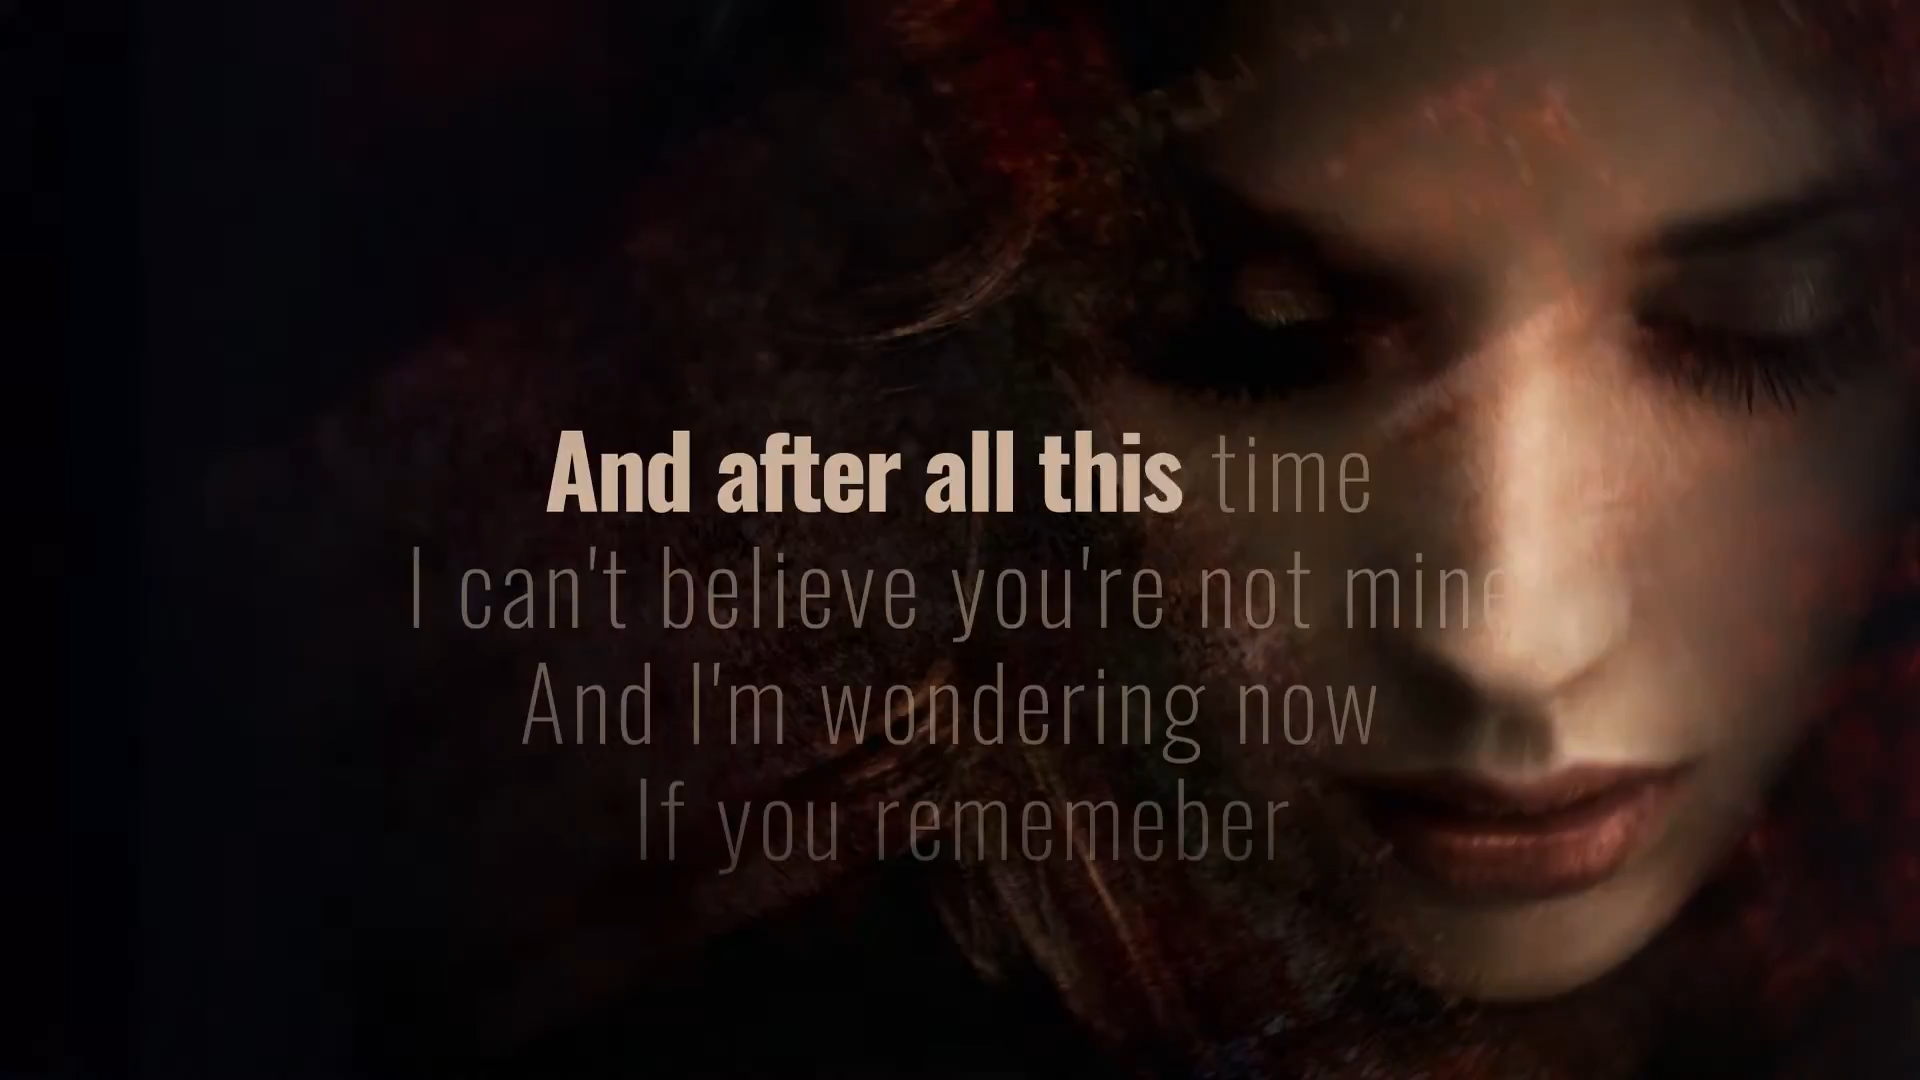 And after all this time
I can't believe you're not mine
And I'm wondering now
If you rememeber